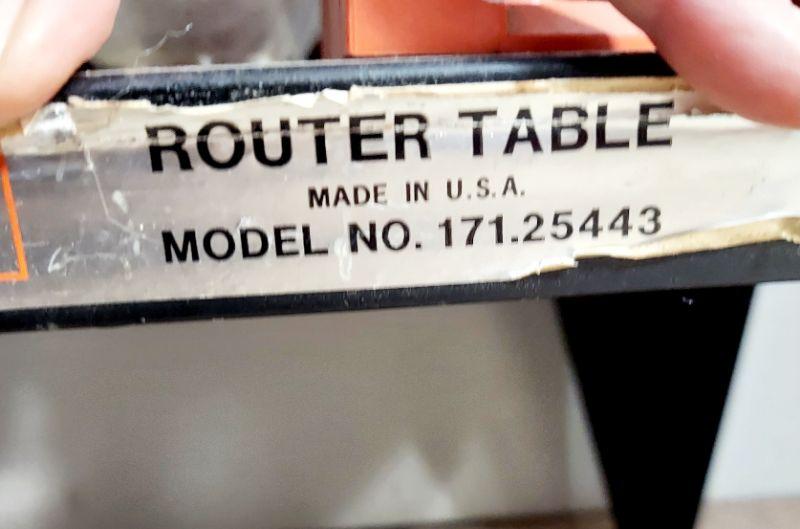 ROUTER TABLE
MADE IN U.S.A.
MODEL NO. 171.25443